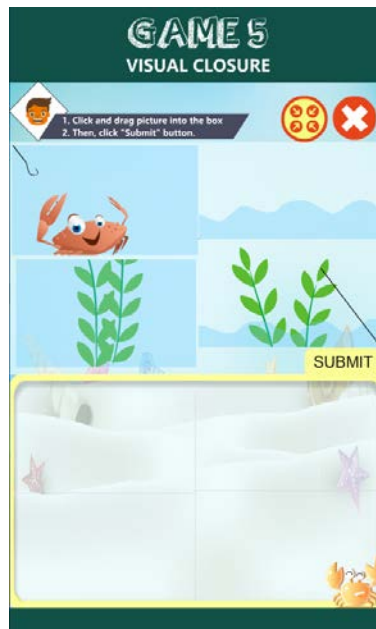 GAME 5
VISUAL CLOSURE
1. Click and drag picture into the box
2. Then, click "Submit" button.
SUBMIT